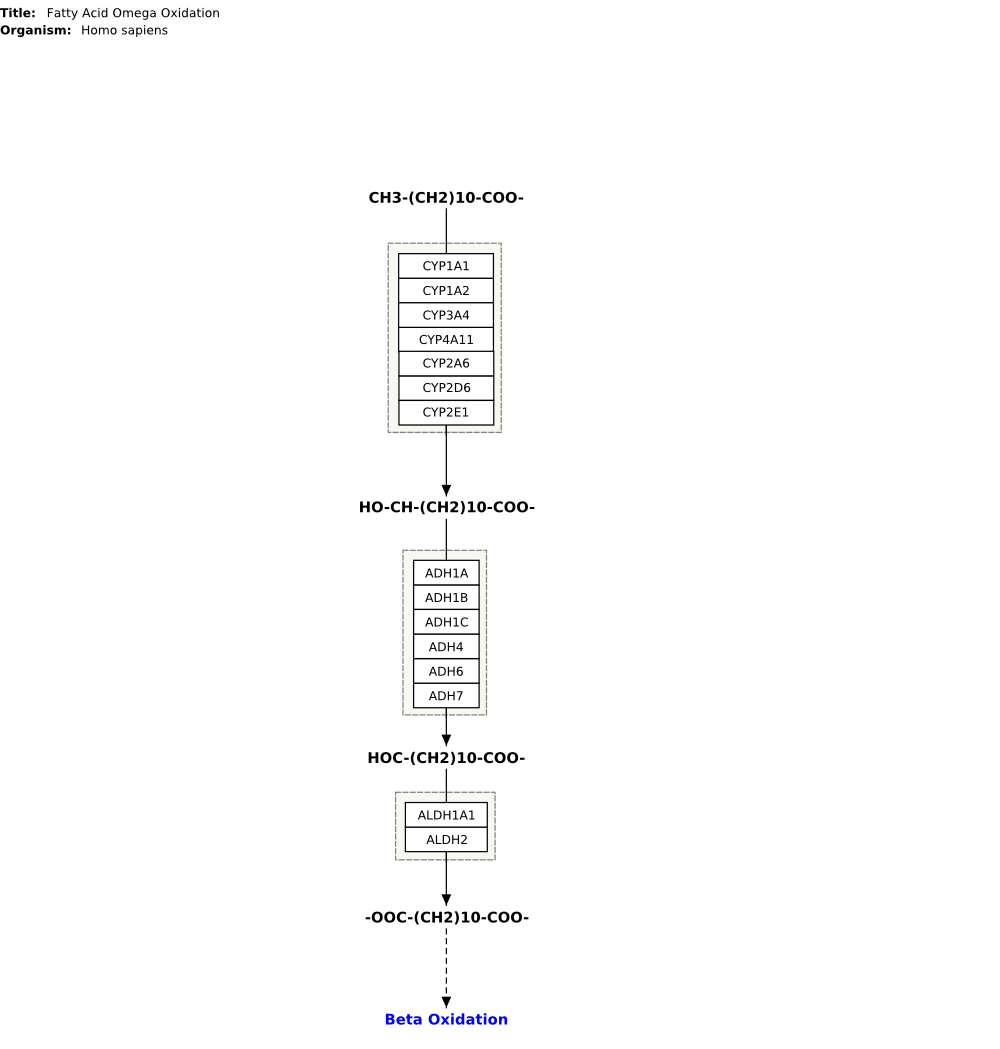 Title: Fatty Acid Omega Oxidation
Organism: Homo sapiens
CH3-(CH2)10-COO-
CYP1A1
CYP1A2
CYP3A4
CYP4A11
CYP2A6
CYP2D6
CYP2E1
HO-CH-(CH2)10-COO-
ADH1A
ADH1B
ADH1C
ADH4
ADH6
ADH7
HOC-(CH2)10-COO-
ALDH1A1
ALDH2
-OOC-(CH2)10-COO-
Beta Oxidation